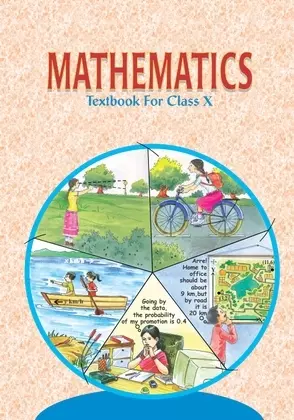 MATHEMATICS
Textbook For Class X
Arre!
Home to
office
should be
about
9 km,but
by road
it is
20 km
Going by
the data,
the probability
of my promotion is 0.4
y km/h